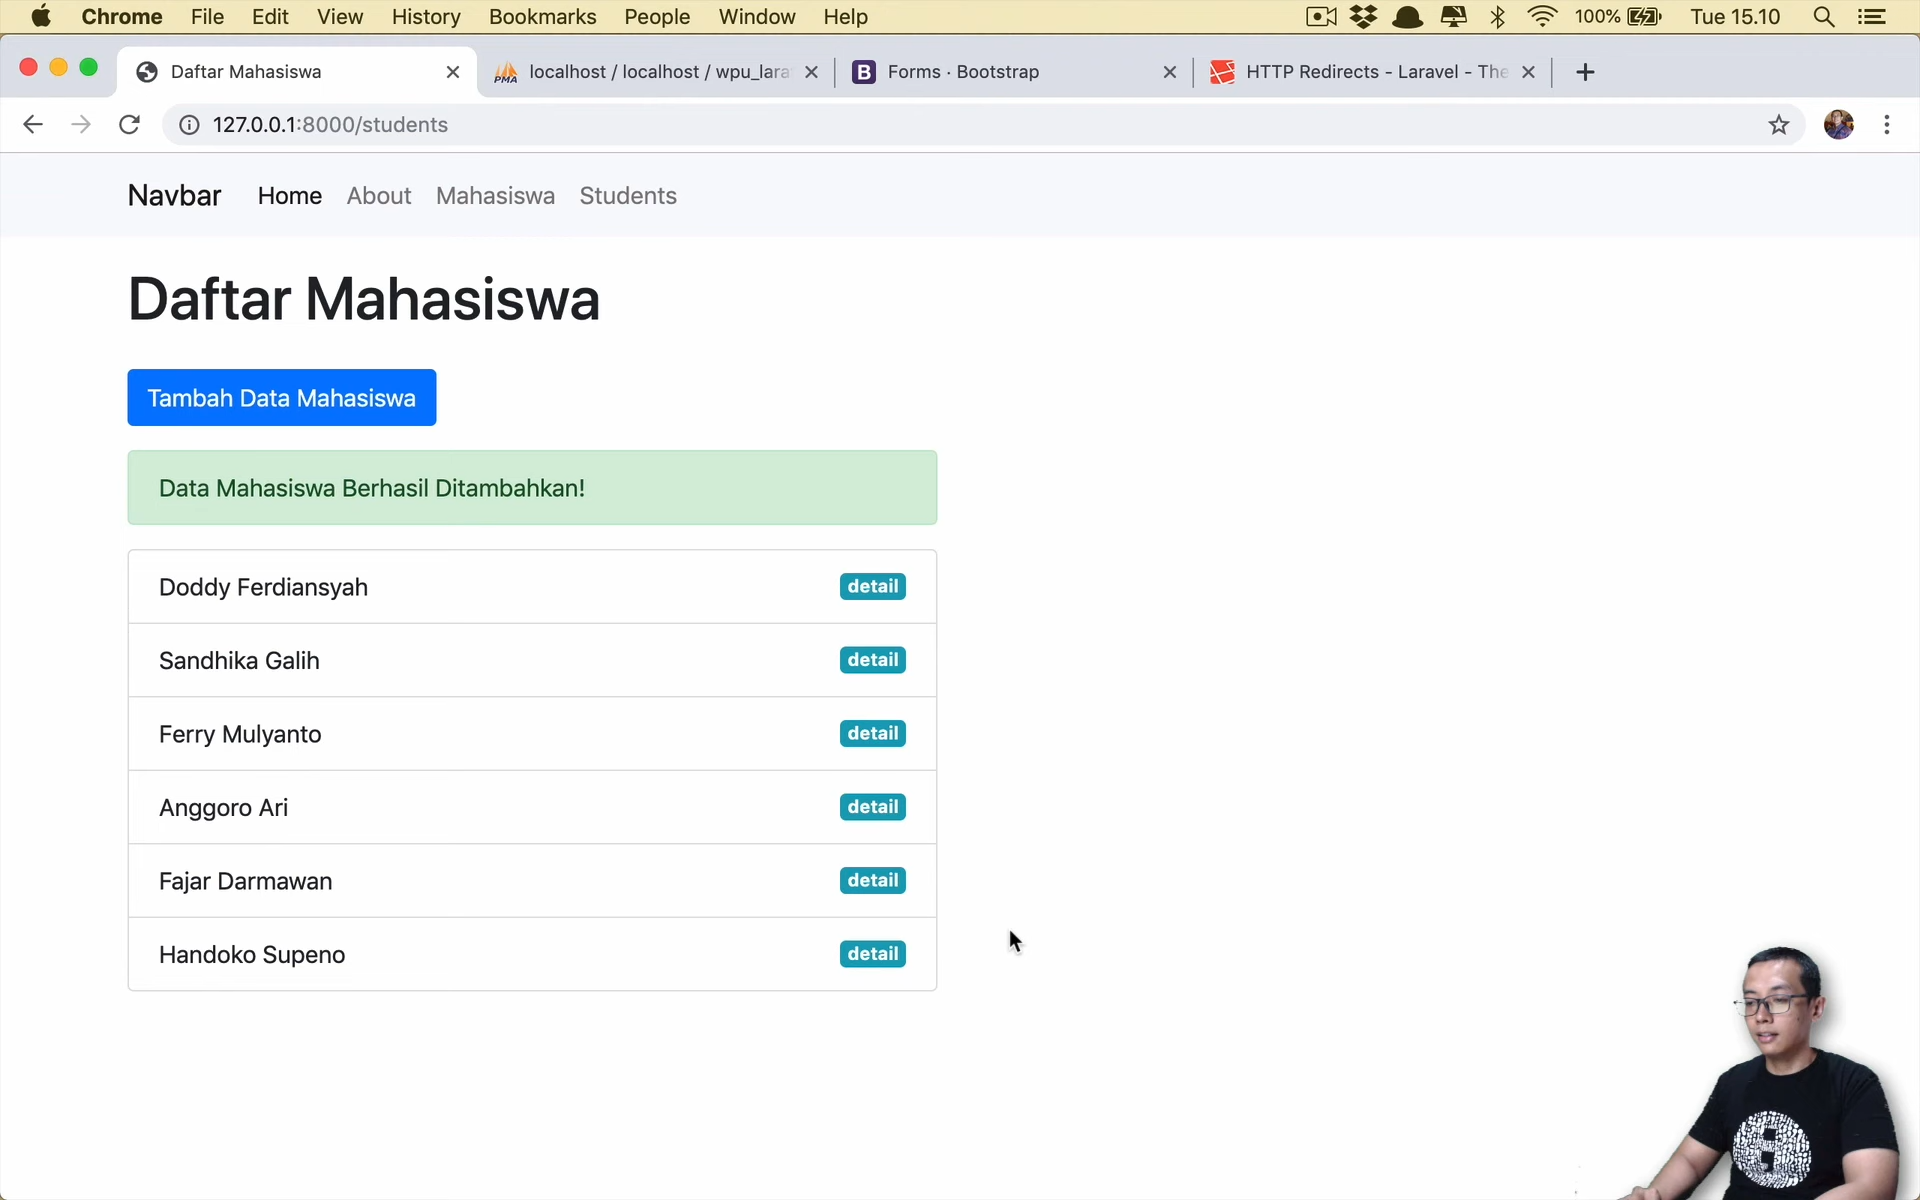 Chrome File Edit View History Bookmarks People Window Help 100% Tue 15.10
Daftar Mahasiswa localhost / localhost / wpu_lara Forms · Bootstrap HTTP Redirects - Laravel - The
127.0.0.1:8000/students
Navbar Home About Mahasiswa Students
Daftar Mahasiswa
Tambah Data Mahasiswa
Data Mahasiswa Berhasil Ditambahkan!
Doddy Ferdiansyah detail
Sandhika Galih detail
Ferry Mulyanto detail
Anggoro Ari detail
Fajar Darmawan detail
Handoko Supeno detail